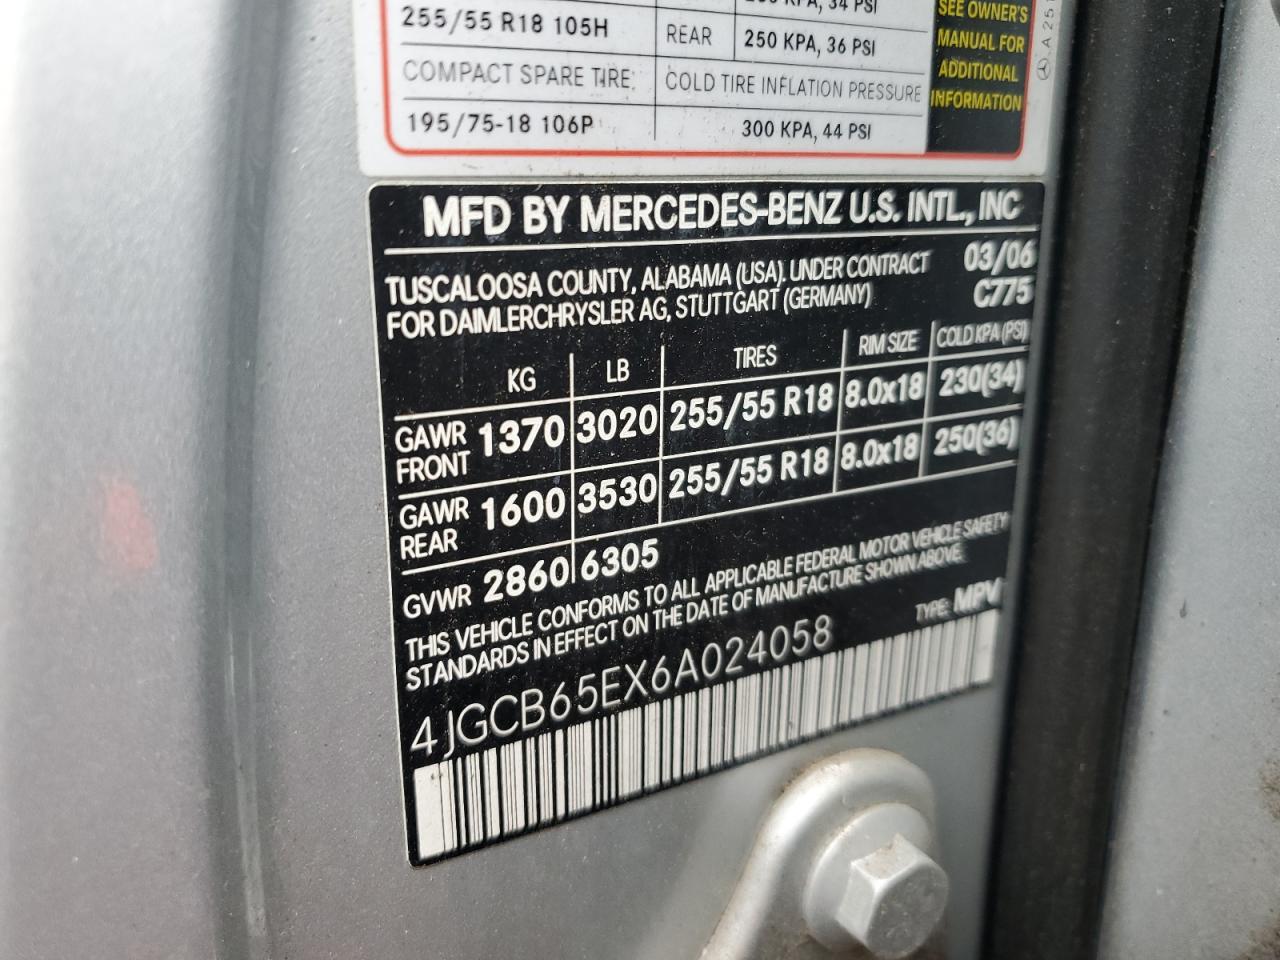 34 PSI
255/55 R18 105H REAR 250 KPA, 36 PSI
COMPACT SPARE TIRE: COLD TIRE INFLATION PRESSURE
195/75-18 106P 300 KPA, 44 PSI
SEE OWNER'S
MANUAL FOR
ADDITIONAL
INFORMATION
MFD BY MERCEDES-BENZ U.S. INTL., INC
TUSCALOOSA COUNTY, ALABAMA (USA). UNDER CONTRACT 03/06
FOR DAIMLERCHRYSLER AG, STUTTGART (GERMANY) C775
KG LB TIRES RIM SIZE COLD KPA (PSI)
GAWR FRONT 1370 3020 255/55 R18 8.0x18 230(34)
GAWR REAR 1600 3530 255/55 R18 8.0x18 250(36)
GVWR 2860 6305
THIS VEHICLE CONFORMS TO ALL APPLICABLE FEDERAL MOTOR VEHICLE SAFETY
STANDARDS IN EFFECT ON THE DATE OF MANUFACTURE SHOWN ABOVE.
4JGCB65EX6A024058 TYPE: MPV